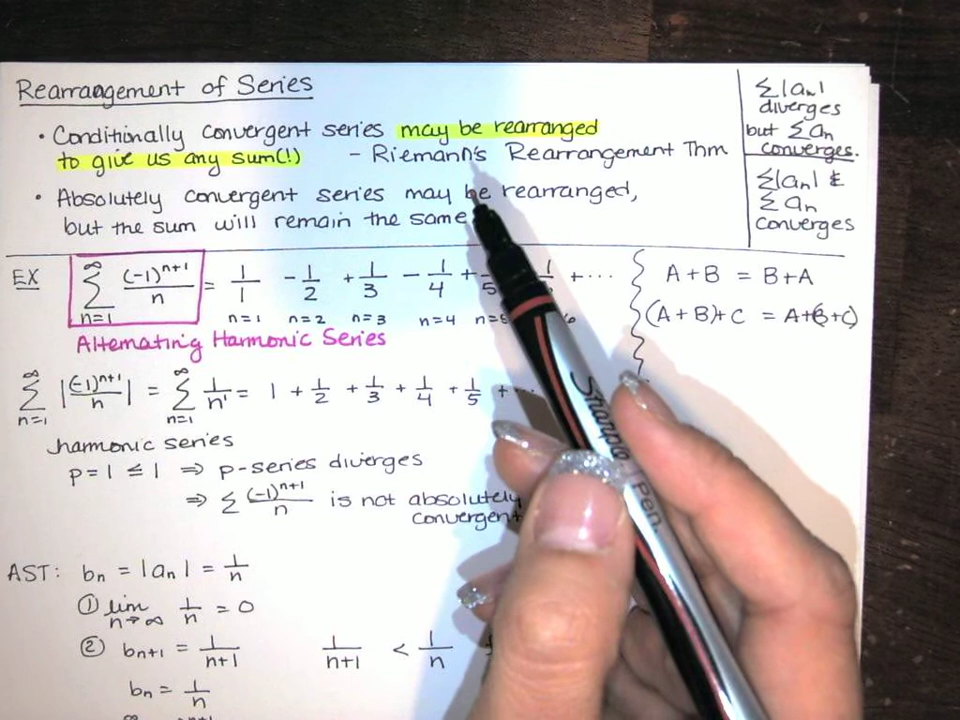 Rearrangement of Series
• Conditionally convergent series may be rearranged
to give us any sum(!) - Riemann's Rearrangement Thm
• Absolutely convergent series may be rearranged,
but the sum will remain the same
Σ|aₙ|
diverges
but Σaₙ
converges.
Σ|aₙ| &
Σaₙ
converges
EX ∞ Σ n=1 (-1)ⁿ⁺¹/n = 1/1 - 1/2 + 1/3 - 1/4 + 1/5 + ...
n=1 n=2 n=3 n=4
Alternating Harmonic Series
A+B = B+A
(A+B)+C = A+(B+C)
∞ Σ n=1 |(-1)ⁿ⁺¹/n| = ∞ Σ n=1 1/n¹ = 1 + 1/2 + 1/3 + 1/4 + 1/5 +
harmonic series
p=1 ≤ 1 ⇒ p-series diverges
⇒ Σ (-1)ⁿ⁺¹/n is not absolutely
convergent
AST: bₙ = |aₙ| = 1/n
① lim n→∞ 1/n = 0
② bₙ₊₁ = 1/(n+1) 1/(n+1) < 1/n
bₙ = 1/n
Sharpie
Pen.